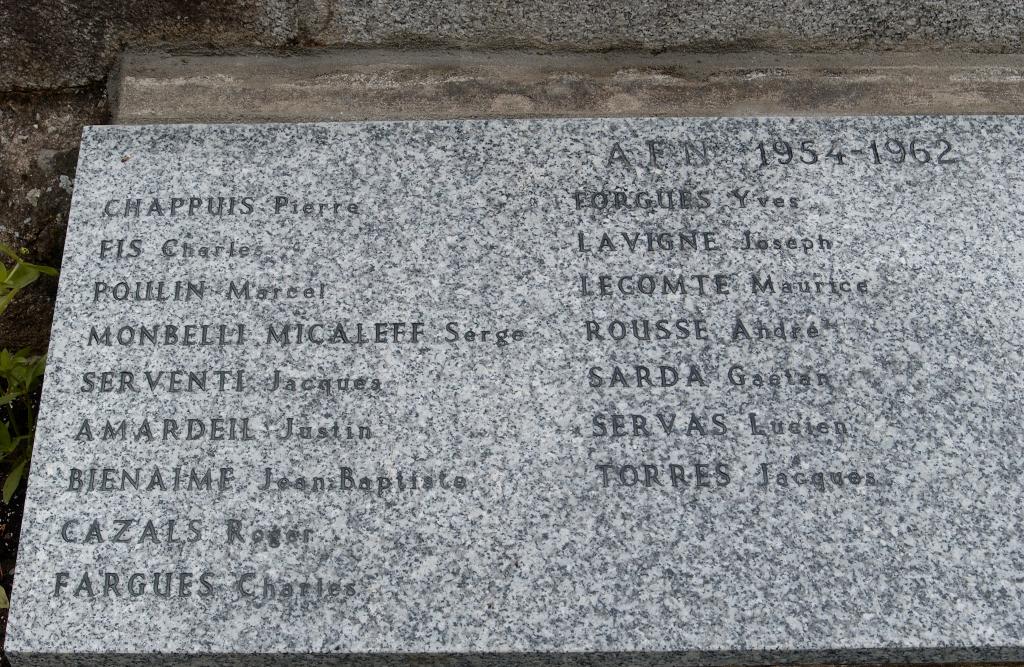 A F N 1954-1962
CHAPPUIS Pierre
FIS Charles
POULIN Marcel
MONBELLI MICALEFF Serge
SERVENTI Jacques
AMARDEIL Justin
BIENAIME Jean-Baptiste
CAZALS Roger
FARGUES Charles
FORGUES Yves
LAVIGNE Joseph
LECOMTE Maurice
ROUSSE André
SARDA Gaetan
SERVAS Lucien
TORRES Jacques